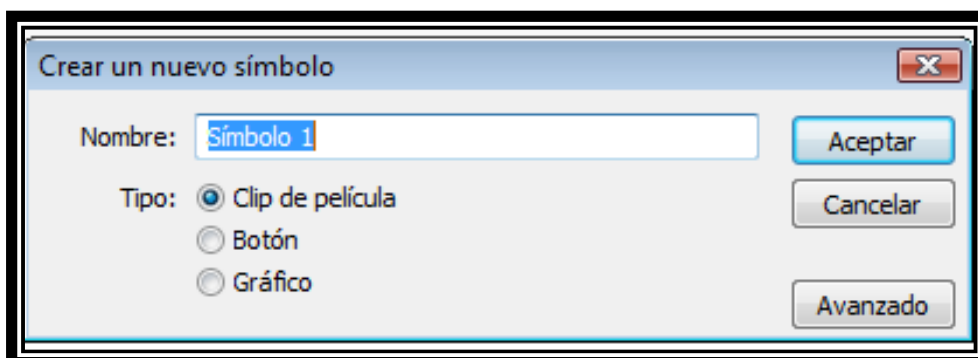 Crear un nuevo símbolo
Nombre: Símbolo 1 Aceptar
Tipo: Clip de película Cancelar
Botón
Gráfico
Avanzado